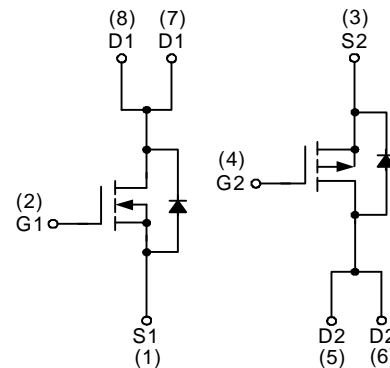 (8) (7)
D1 D1
(3)
S2
(2)
G1
(4)
G2
S1
(1)
D2 D2
(5) (6)